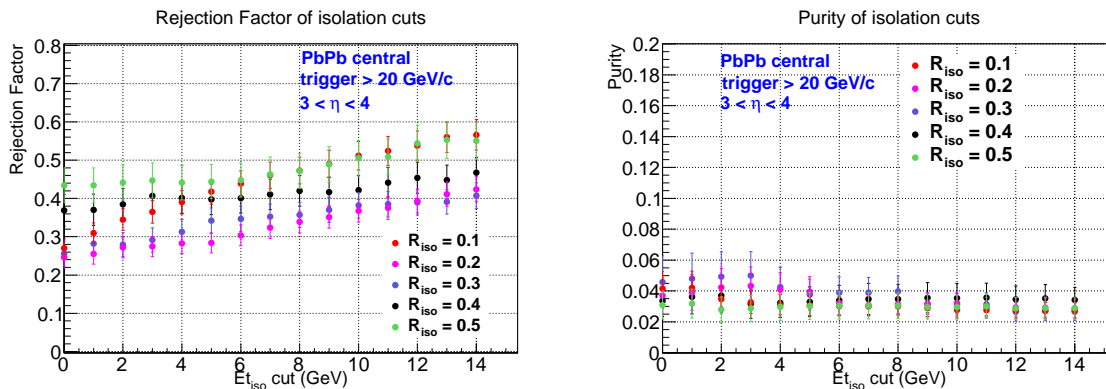 Rejection Factor of isolation cuts
Rejection Factor
0.8
0.7
0.6
0.5
0.4
0.3
0.2
0.1
0
PbPb central
trigger > 20 GeV/c
3 < η < 4
R_iso = 0.1
R_iso = 0.2
R_iso = 0.3
R_iso = 0.4
R_iso = 0.5
0 2 4 6 8 10 12 14
Et_iso cut (GeV)
Purity of isolation cuts
Purity
0.2
0.18
0.16
0.14
0.12
0.1
0.08
0.06
0.04
0.02
0
PbPb central
trigger > 20 GeV/c
3 < η < 4
R_iso = 0.1
R_iso = 0.2
R_iso = 0.3
R_iso = 0.4
R_iso = 0.5
0 2 4 6 8 10 12 14
Et_iso cut (GeV)